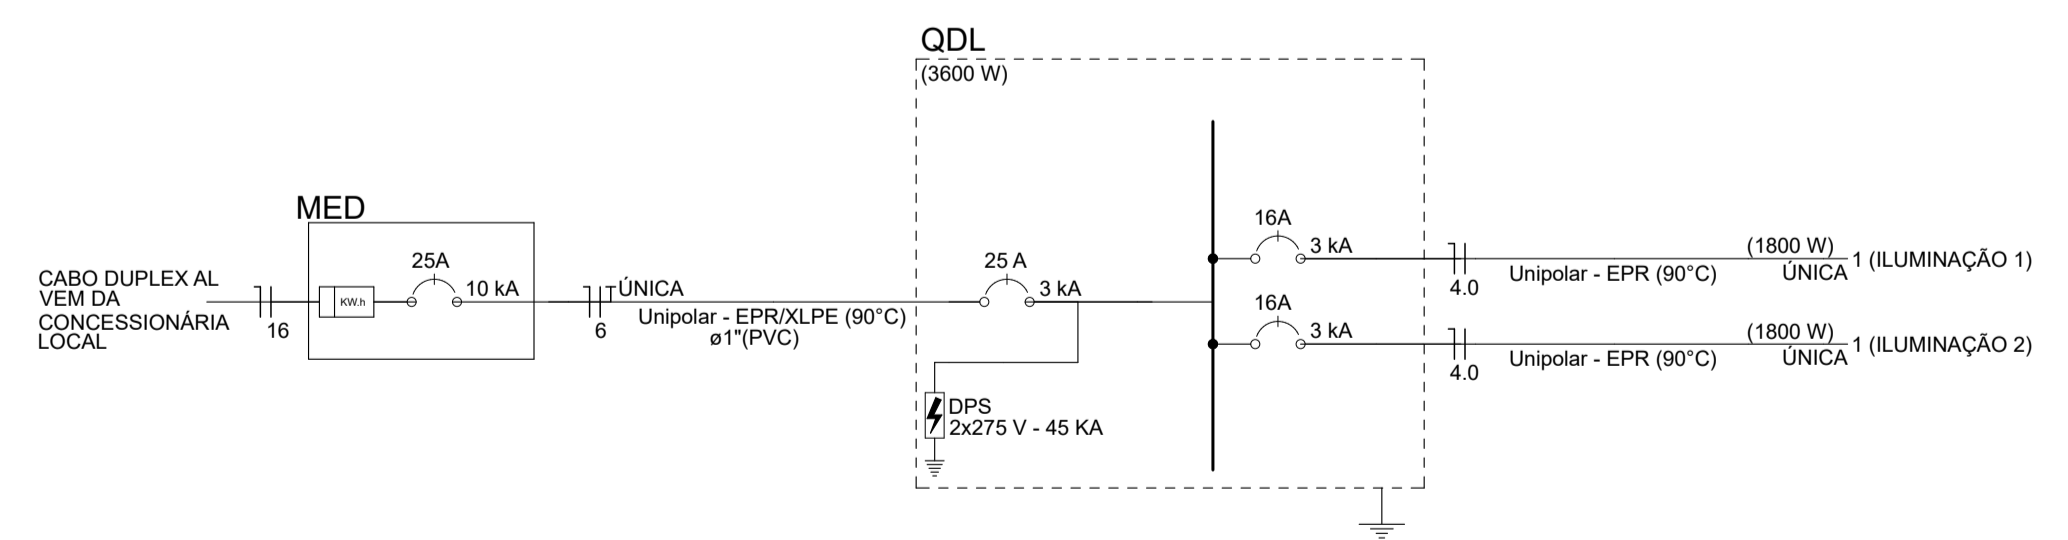 QDL
(3600 W)
MED
CABO DUPLEX AL
VEM DA
CONCESSIONÁRIA
LOCAL
16
KW.h
25A
10 kA
ÚNICA
6
Unipolar - EPR/XLPE (90°C)
ø1"(PVC)
25 A
3 kA
DPS
2x275 V - 45 KA
16A
3 kA
4.0
Unipolar - EPR (90°C)
(1800 W)
ÚNICA
1 (ILUMINAÇÃO 1)
16A
3 kA
4.0
Unipolar - EPR (90°C)
(1800 W)
ÚNICA
1 (ILUMINAÇÃO 2)